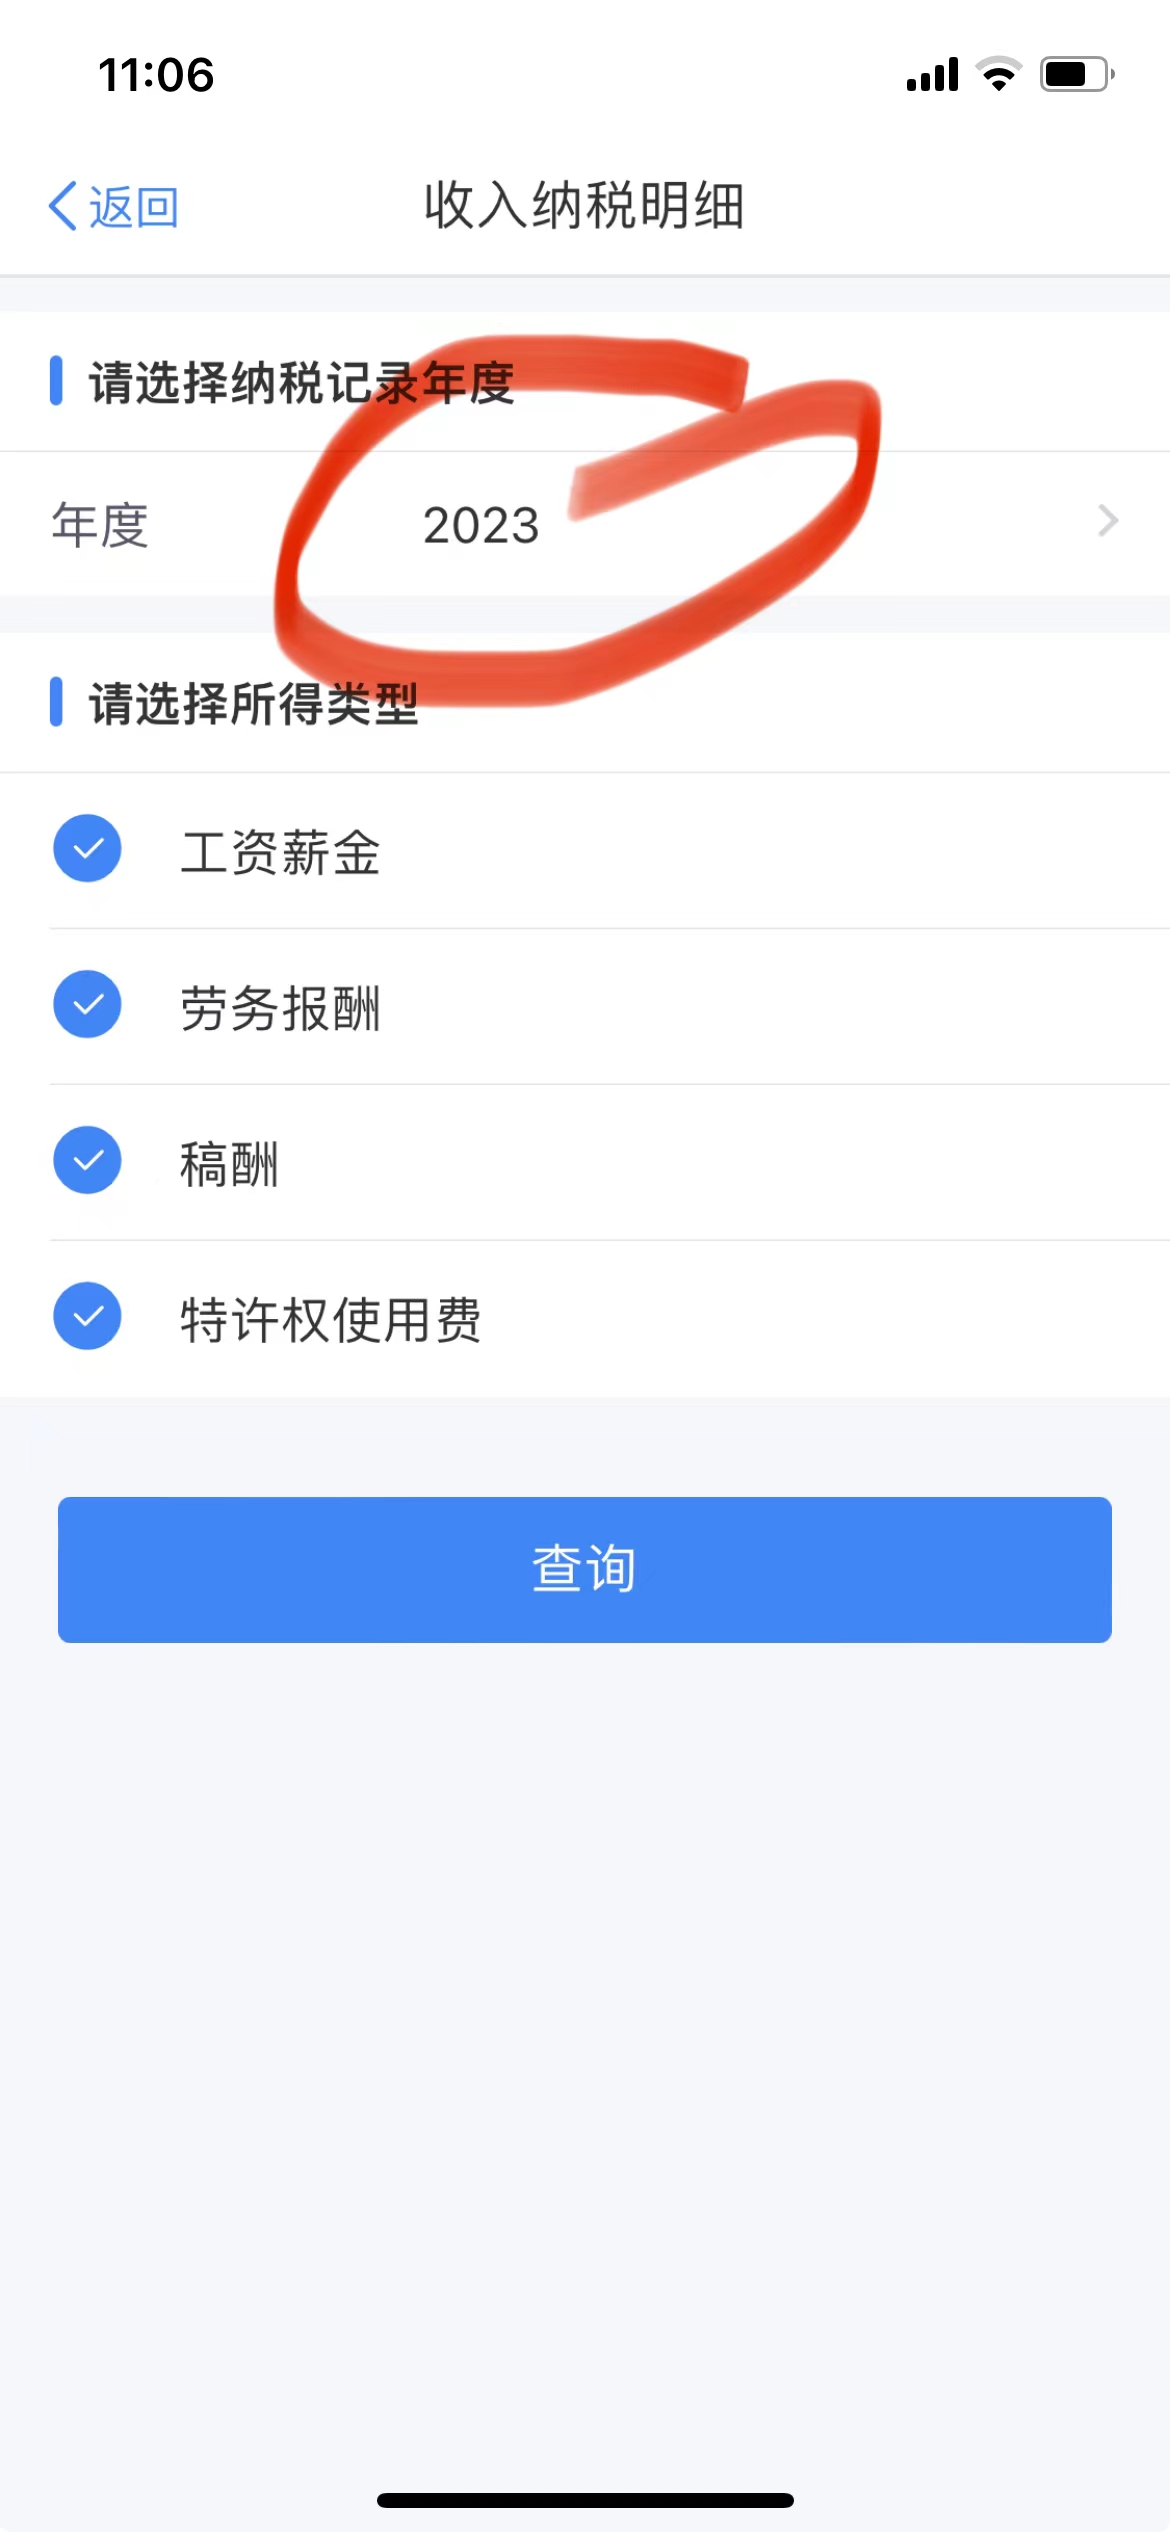 11:06
返回
收入纳税明细
请选择纳税记录年度
年度 2023
请选择所得类型
工资薪金
劳务报酬
稿酬
特许权使用费
查询